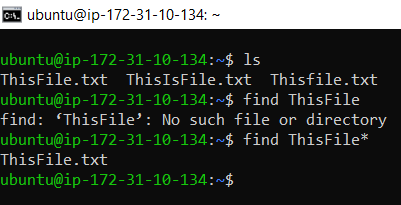 ubuntu@ip-172-31-10-134: ~
ubuntu@ip-172-31-10-134:~$ ls
ThisFile.txt  ThisIsFile.txt  Thisfile.txt
ubuntu@ip-172-31-10-134:~$ find ThisFile
find: ‘ThisFile’: No such file or directory
ubuntu@ip-172-31-10-134:~$ find ThisFile*
ThisFile.txt
ubuntu@ip-172-31-10-134:~$